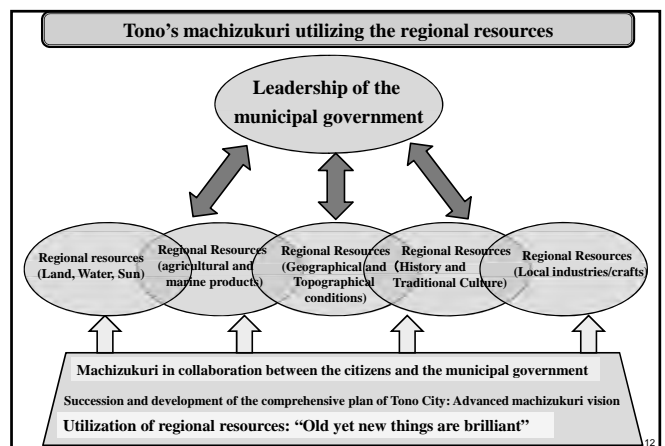 Tono's machizukuri utilizing the regional resources
Leadership of the
municipal government
Regional resources
(Land, Water, Sun)
Regional Resources
(agricultural and
marine products)
Regional Resources
(Geographical and
Topographical
conditions)
Regional Resources
(History and
Traditional Culture)
Regional Resources
(Local industries/crafts)
Machizukuri in collaboration between the citizens and the municipal government
Succession and development of the comprehensive plan of Tono City: Advanced machizukuri vision
Utilization of regional resources: “Old yet new things are brilliant”
12